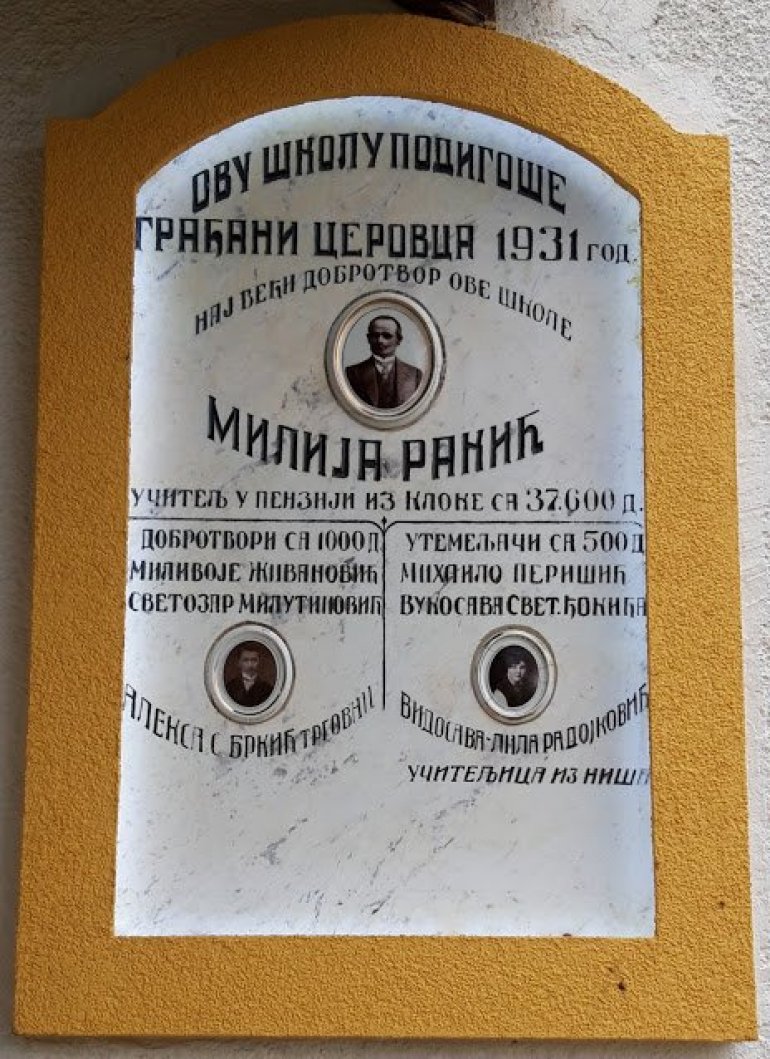 ОВУ ШКОЛУ ПОДИГОШЕ
ГРАЂАНИ ЦЕРОВЦА 1931 ГОД.
НАЈ ВЕЋИ ДОБРОТВОР ОВЕ ШКОЛЕ
МИЛИЈА РАКИЋ
УЧИТЕЉ У ПЕНЗИЈИ ИЗ КЛОКЕ СА 37.600 Д.
ДОБРОТВОРИ СА 1000 Д
МИЛИВОЈЕ ЖИВАНОВИЋ
СВЕТОЗАР МИЛУТИНОВИЋ
АЛЕКСА С БРКИЋ ТРГОВАЦ
УТЕМЕЉАЧИ СА 500 Д
МИХАИЛО ПЕРИШИЋ
ВУКОСАВА СВЕТ. ЂОКИЋА
ВИДОСАВА-ЛИЛА РАДОЈКОВИЋ
УЧИТЕЉИЦА ИЗ НИША